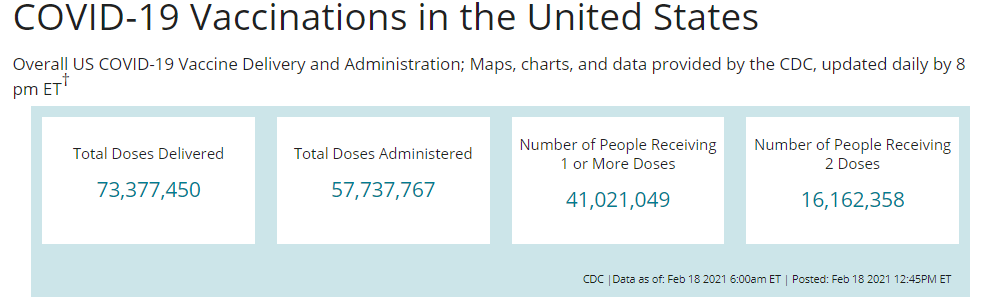 COVID-19 Vaccinations in the United States
Overall US COVID-19 Vaccine Delivery and Administration; Maps, charts, and data provided by the CDC, updated daily by 8
pm ET†
Total Doses Delivered
73,377,450
Total Doses Administered
57,737,767
Number of People Receiving
1 or More Doses
41,021,049
Number of People Receiving
2 Doses
16,162,358
CDC | Data as of: Feb 18 2021 6:00am ET | Posted: Feb 18 2021 12:45PM ET